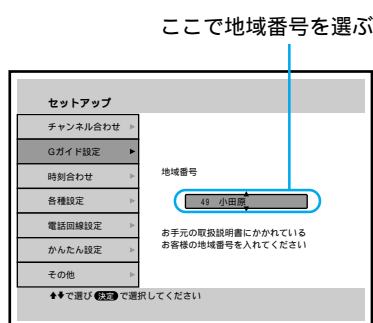 ここで地域番号を選ぶ
セットアップ
チャンネル合わせ
Gガイド設定
時刻合わせ
各種設定
電話回線設定
かんたん設定
その他
地域番号
49 小田原
お手元の取扱説明書にかかれている
お客様の地域番号を入れてください
で選び 決定 で選択してください